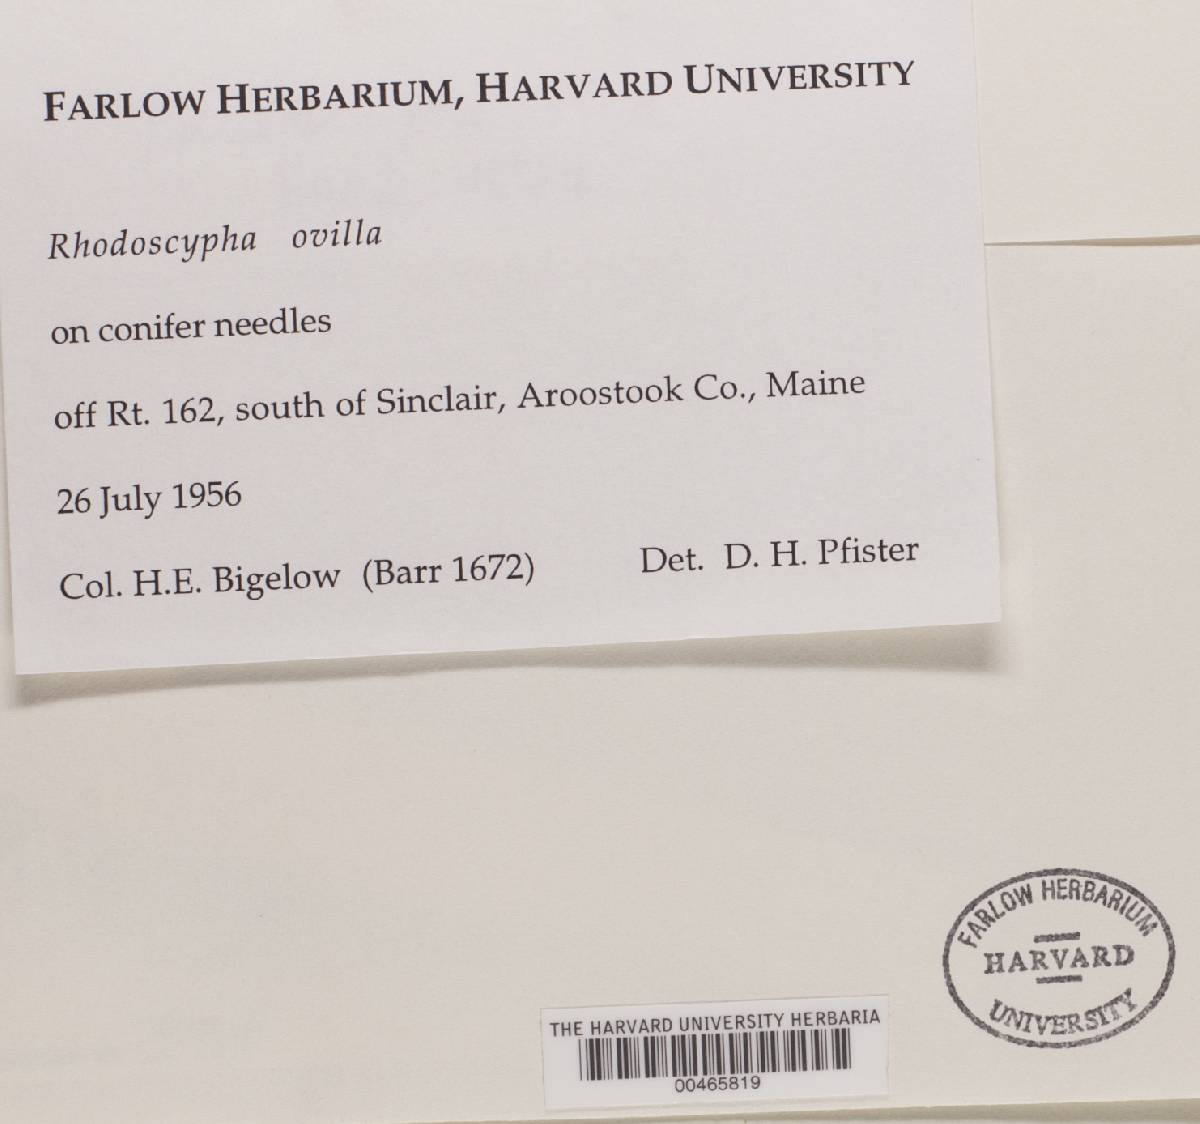 FARLOW HERBARIUM, HARVARD UNIVERSITY
Rhodoscypha ovilla
on conifer needles
off Rt. 162, south of Sinclair, Aroostook Co., Maine
26 July 1956
Col. H.E. Bigelow (Barr 1672) Det. D. H. Pfister
FARLOW HERBARIUM
HARVARD
UNIVERSITY
THE HARVARD UNIVERSITY HERBARIA
00465819